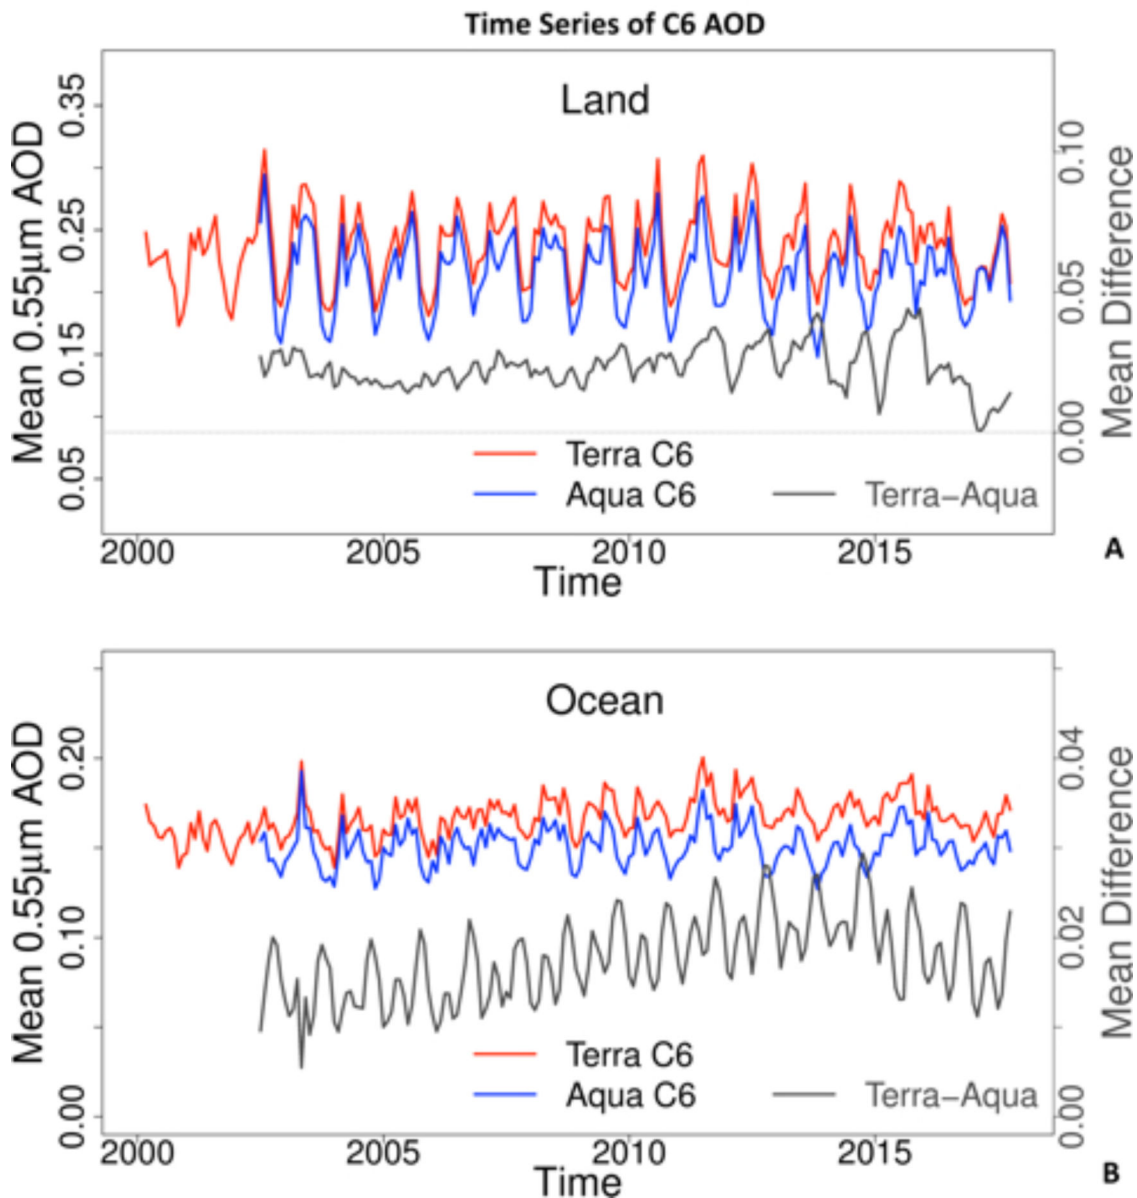 Time Series of C6 AOD
Land
Mean 0.55µm AOD
0.35
0.25
0.15
0.05
0.10
0.05
0.00
Mean Difference
Terra C6
Aqua C6
Terra−Aqua
2000
2005
2010
2015
Time
A
Ocean
Mean 0.55µm AOD
0.20
0.10
0.00
0.04
0.02
0.00
Mean Difference
Terra C6
Aqua C6
Terra−Aqua
2000
2005
2010
2015
Time
B